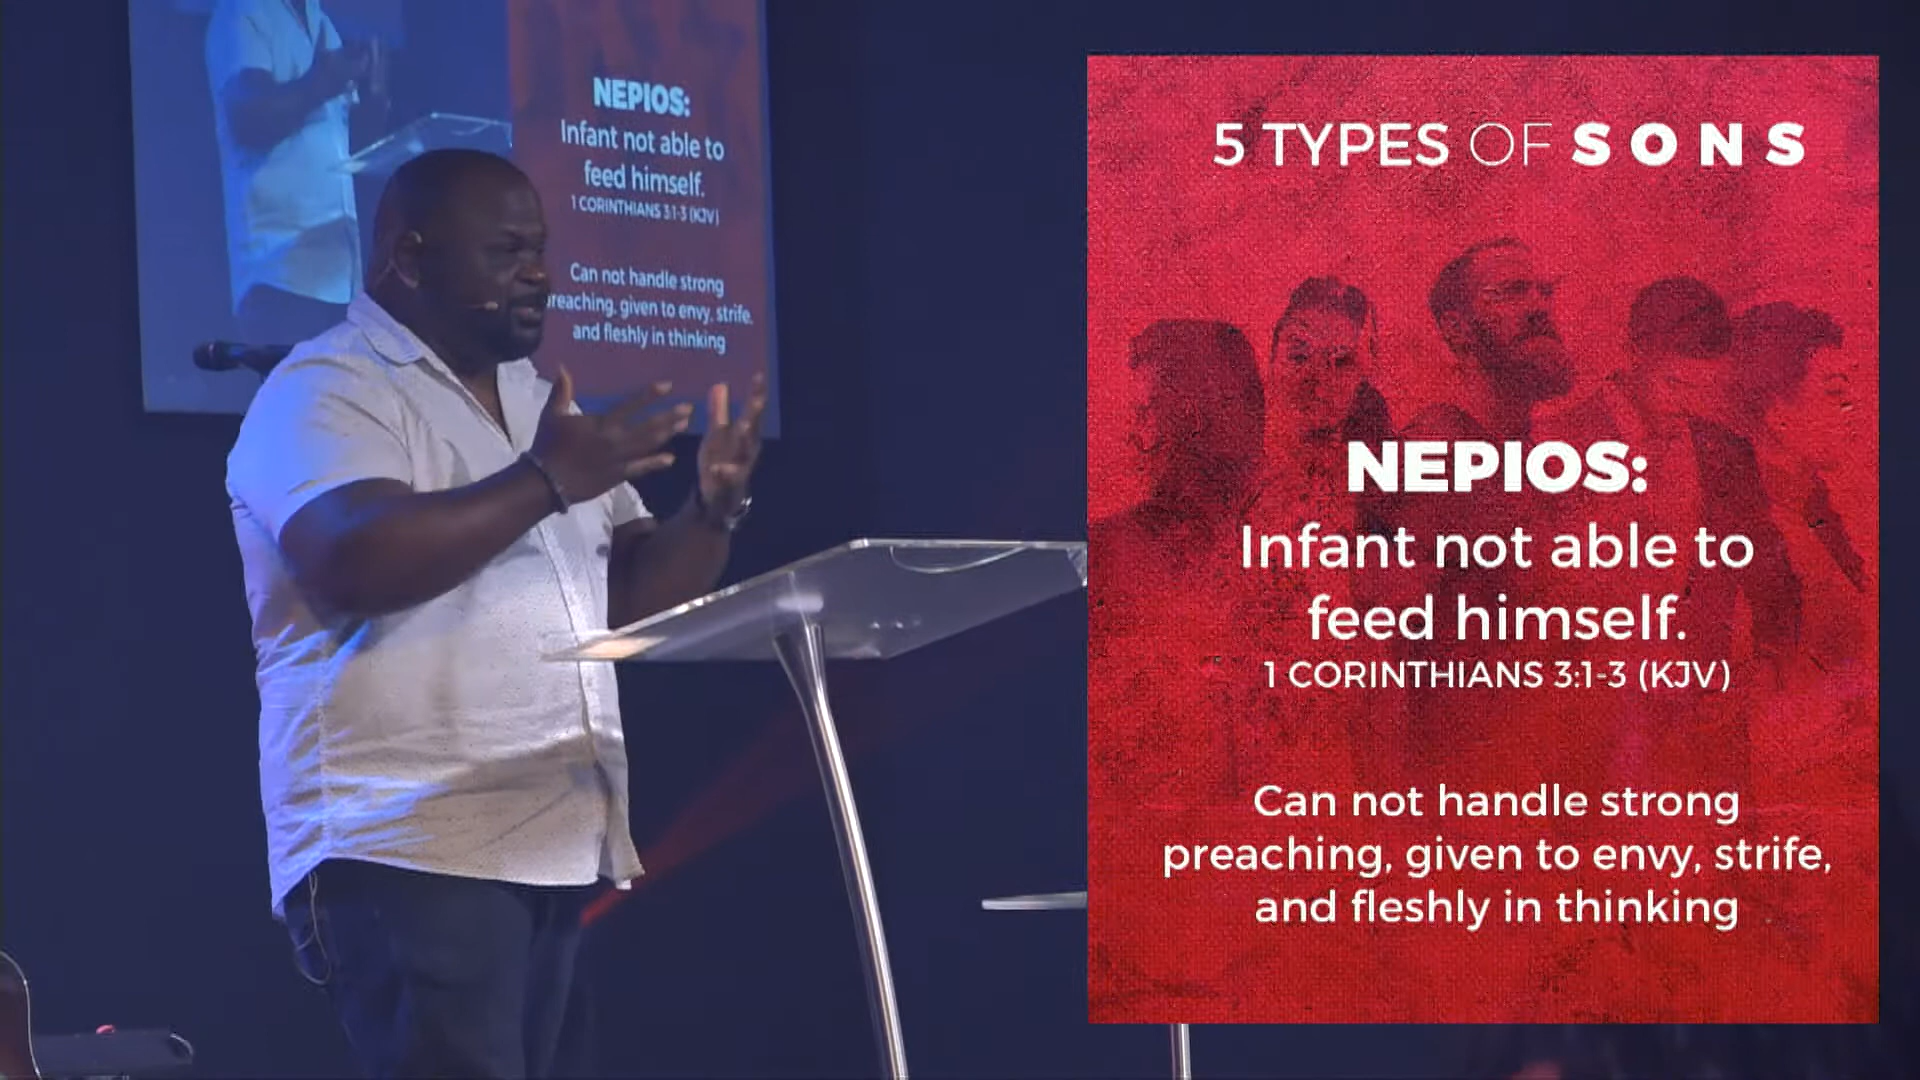 NEPIOS:
Infant not able to
feed himself.
1 CORINTHIANS 3:1-3 (KJV)
Can not handle strong
preaching, given to envy, strife,
and fleshly in thinking
5 TYPES OF SONS
NEPIOS:
Infant not able to
feed himself.
1 CORINTHIANS 3:1-3 (KJV)
Can not handle strong
preaching, given to envy, strife,
and fleshly in thinking